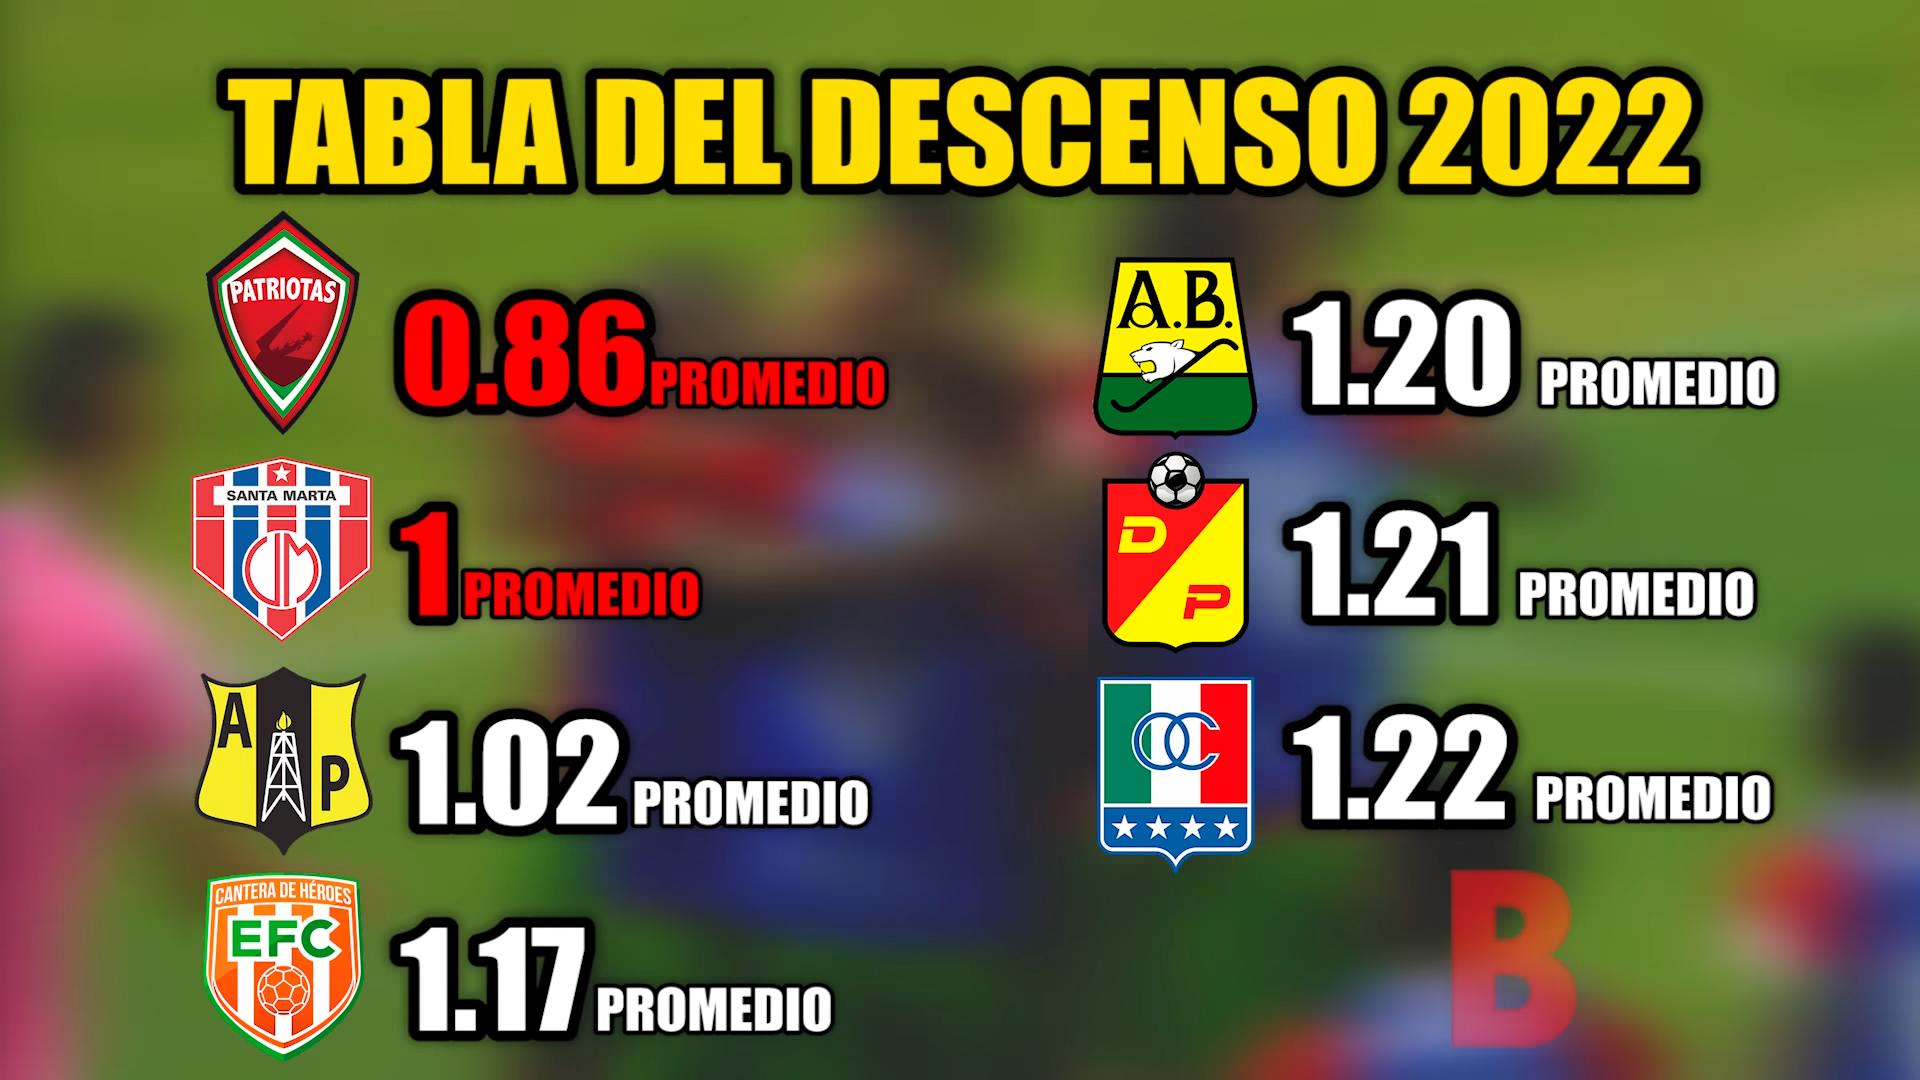 TABLA DEL DESCENSO 2022
PATRIOTAS
0.86 PROMEDIO
SANTA MARTA
CUM
1 PROMEDIO
A P
1.02 PROMEDIO
CANTERA DE HÉROES
EFC
1.17 PROMEDIO
A.B.
1.20 PROMEDIO
D
P
1.21 PROMEDIO
OC
1.22 PROMEDIO
B